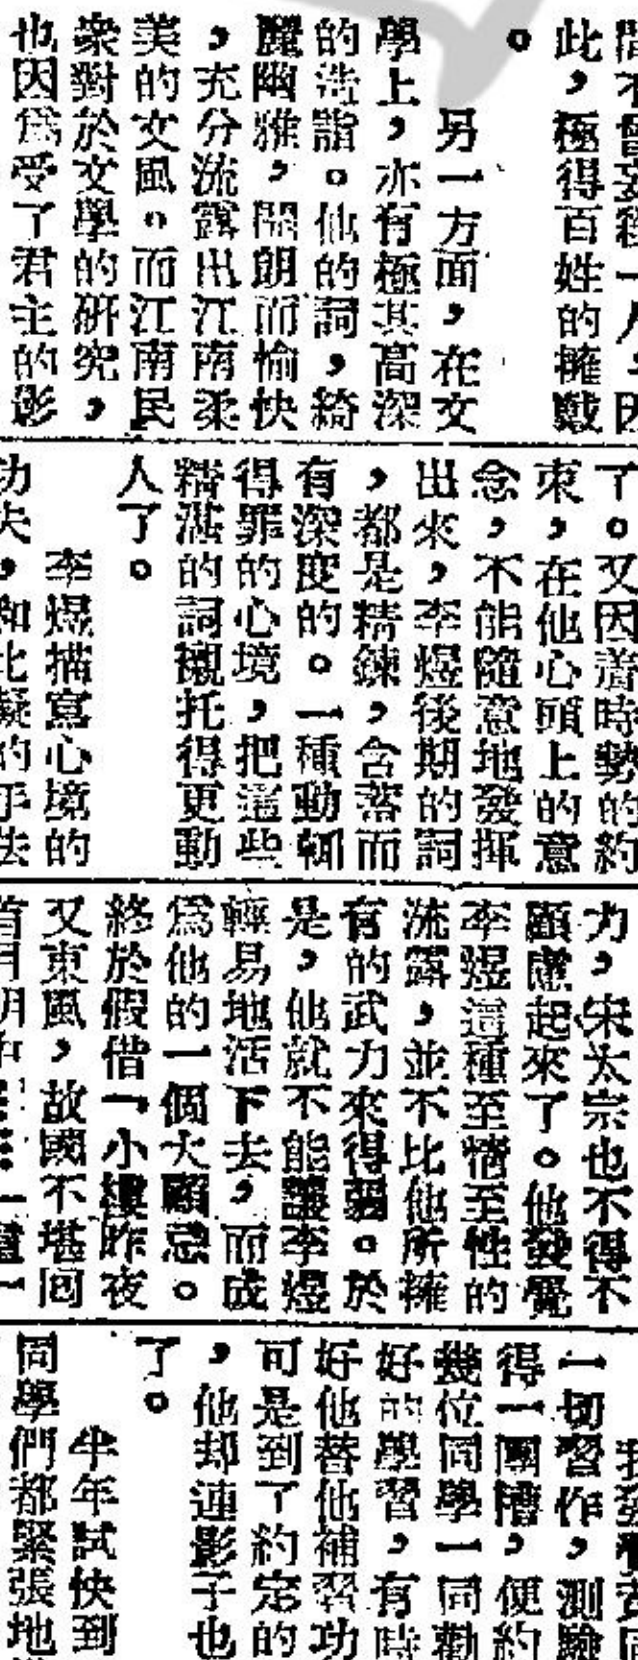 間不曾妄　一人，因
此，極得百姓的擁戴
。
另一方面，在文
學上，亦有極其高深
的造詣。他的詞，綺
麗幽雅，開朗而愉快
，充分流露出江南柔
美的文風。而江南民
衆對於文學的研究，
也因爲受了君主的影
了。又因着時勢的約
束，在他心頭上的意
念，不能隨意地發揮
出來，李煜後期的詞
，都是精鍊，含蓄而
有深度的。一種動輒
得罪的心境，把這些
精湛的詞襯托得更動
人了。
李煜描寫心境的
功夫，和比擬的手法
力，宋太宗也不得不
顧慮起來了。他發覺
李煜這種至情至性的
流露，並不比他所擁
有的武力來得弱。於
是，他就不能讓李煜
輕易地活下去，而成
爲他的一個大顧忌。
終於假借「小樓昨夜
又東風，故國不堪回
首月明中
我發
一切習作，測驗
得一團糟，便約
幾位同學一同勸
好的學習，有時
好他替他補習功
可是到了約定的
，他却連影子也
了。
半年試快到
同學們都緊張地